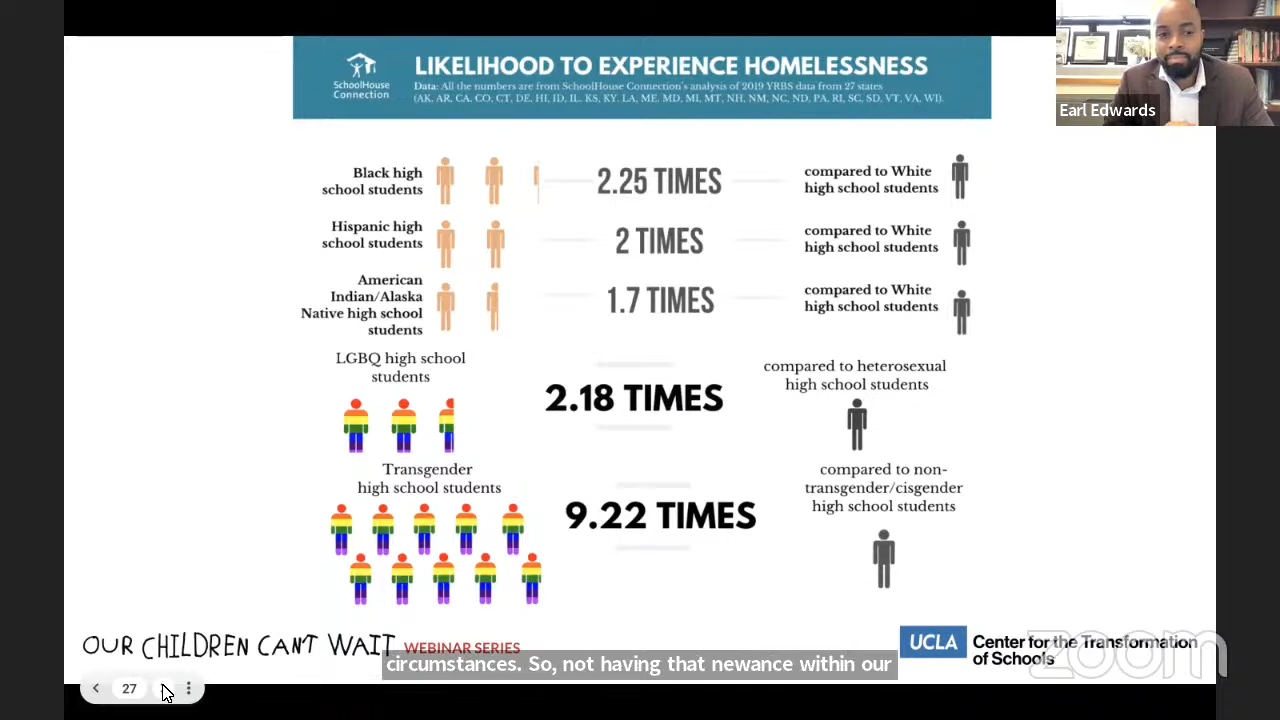 LIKELIHOOD TO EXPERIENCE HOMELESSNESS
SchoolHouse
Connection
Data: All the numbers are from SchoolHouse Connection's analysis of 2019 YRBS data from 27 states
(AK, AR, CA, CO, CT, DE, HI, ID, IL, KS, KY, LA, ME, MD, MI, MT, NH, NM, NC, ND, PA, RI, SC, SD, VT, VA, WI).
Earl Edwards
Black high
school students
2.25 TIMES
compared to White
high school students
Hispanic high
school students
2 TIMES
compared to White
high school students
American
Indian/Alaska
Native high school
students
1.7 TIMES
compared to White
high school students
LGBQ high school
students
2.18 TIMES
compared to heterosexual
high school students
Transgender
high school students
9.22 TIMES
compared to non-
transgender/cisgender
high school students
OUR CHILDREN CAN'T WAIT WEBINAR SERIES
UCLA Center for the Transformation
of Schools
zoom
circumstances. So, not having that newance within our
27